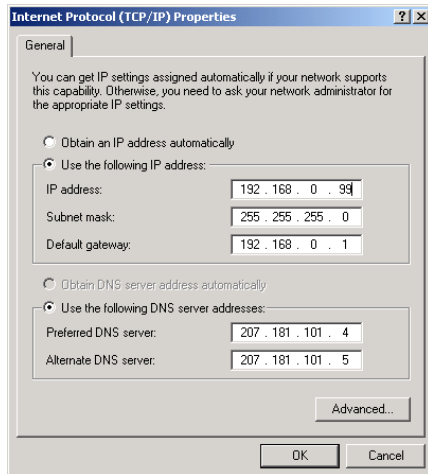 Internet Protocol (TCP/IP) Properties
General
You can get IP settings assigned automatically if your network supports
this capability. Otherwise, you need to ask your network administrator for
the appropriate IP settings.
Obtain an IP address automatically
Use the following IP address:
IP address: 192 . 168 . 0 . 99
Subnet mask: 255 . 255 . 255 . 0
Default gateway: 192 . 168 . 0 . 1
Obtain DNS server address automatically
Use the following DNS server addresses:
Preferred DNS server: 207 . 181 . 101 . 4
Alternate DNS server: 207 . 181 . 101 . 5
Advanced...
OK Cancel